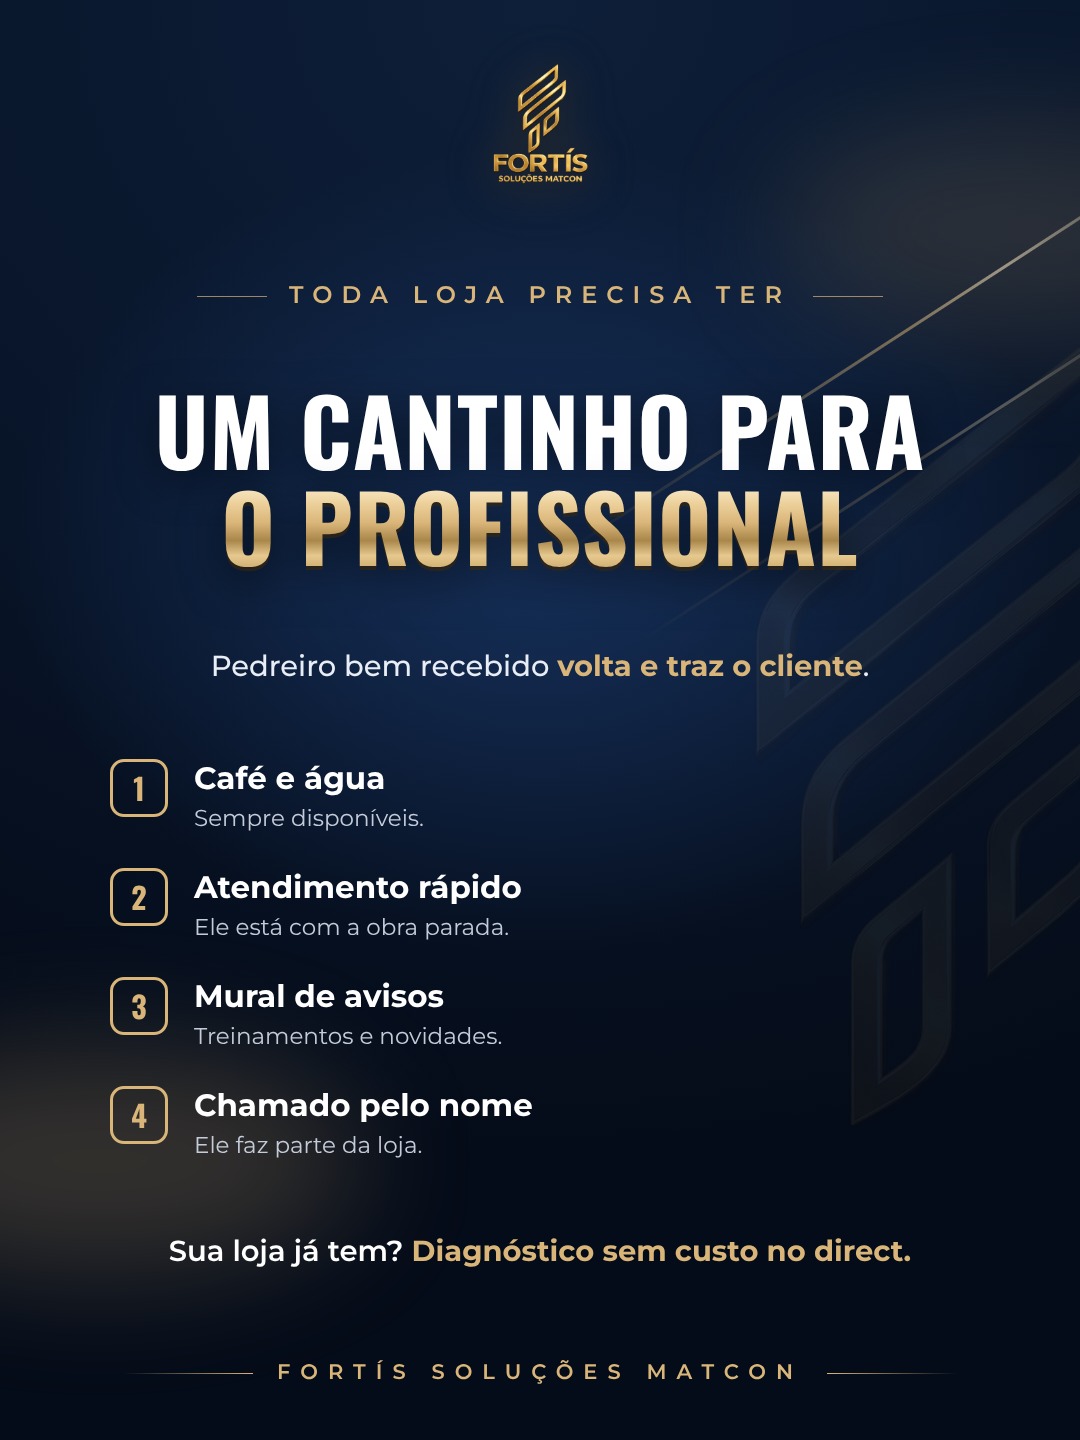 FORTÍS
SOLUÇÕES MATCON
TODA LOJA PRECISA TER
UM CANTINHO PARA
O PROFISSIONAL
Pedreiro bem recebido volta e traz o cliente.
1
Café e água
Sempre disponíveis.
2
Atendimento rápido
Ele está com a obra parada.
3
Mural de avisos
Treinamentos e novidades.
4
Chamado pelo nome
Ele faz parte da loja.
Sua loja já tem? Diagnóstico sem custo no direct.
FORTÍS SOLUÇÕES MATCON